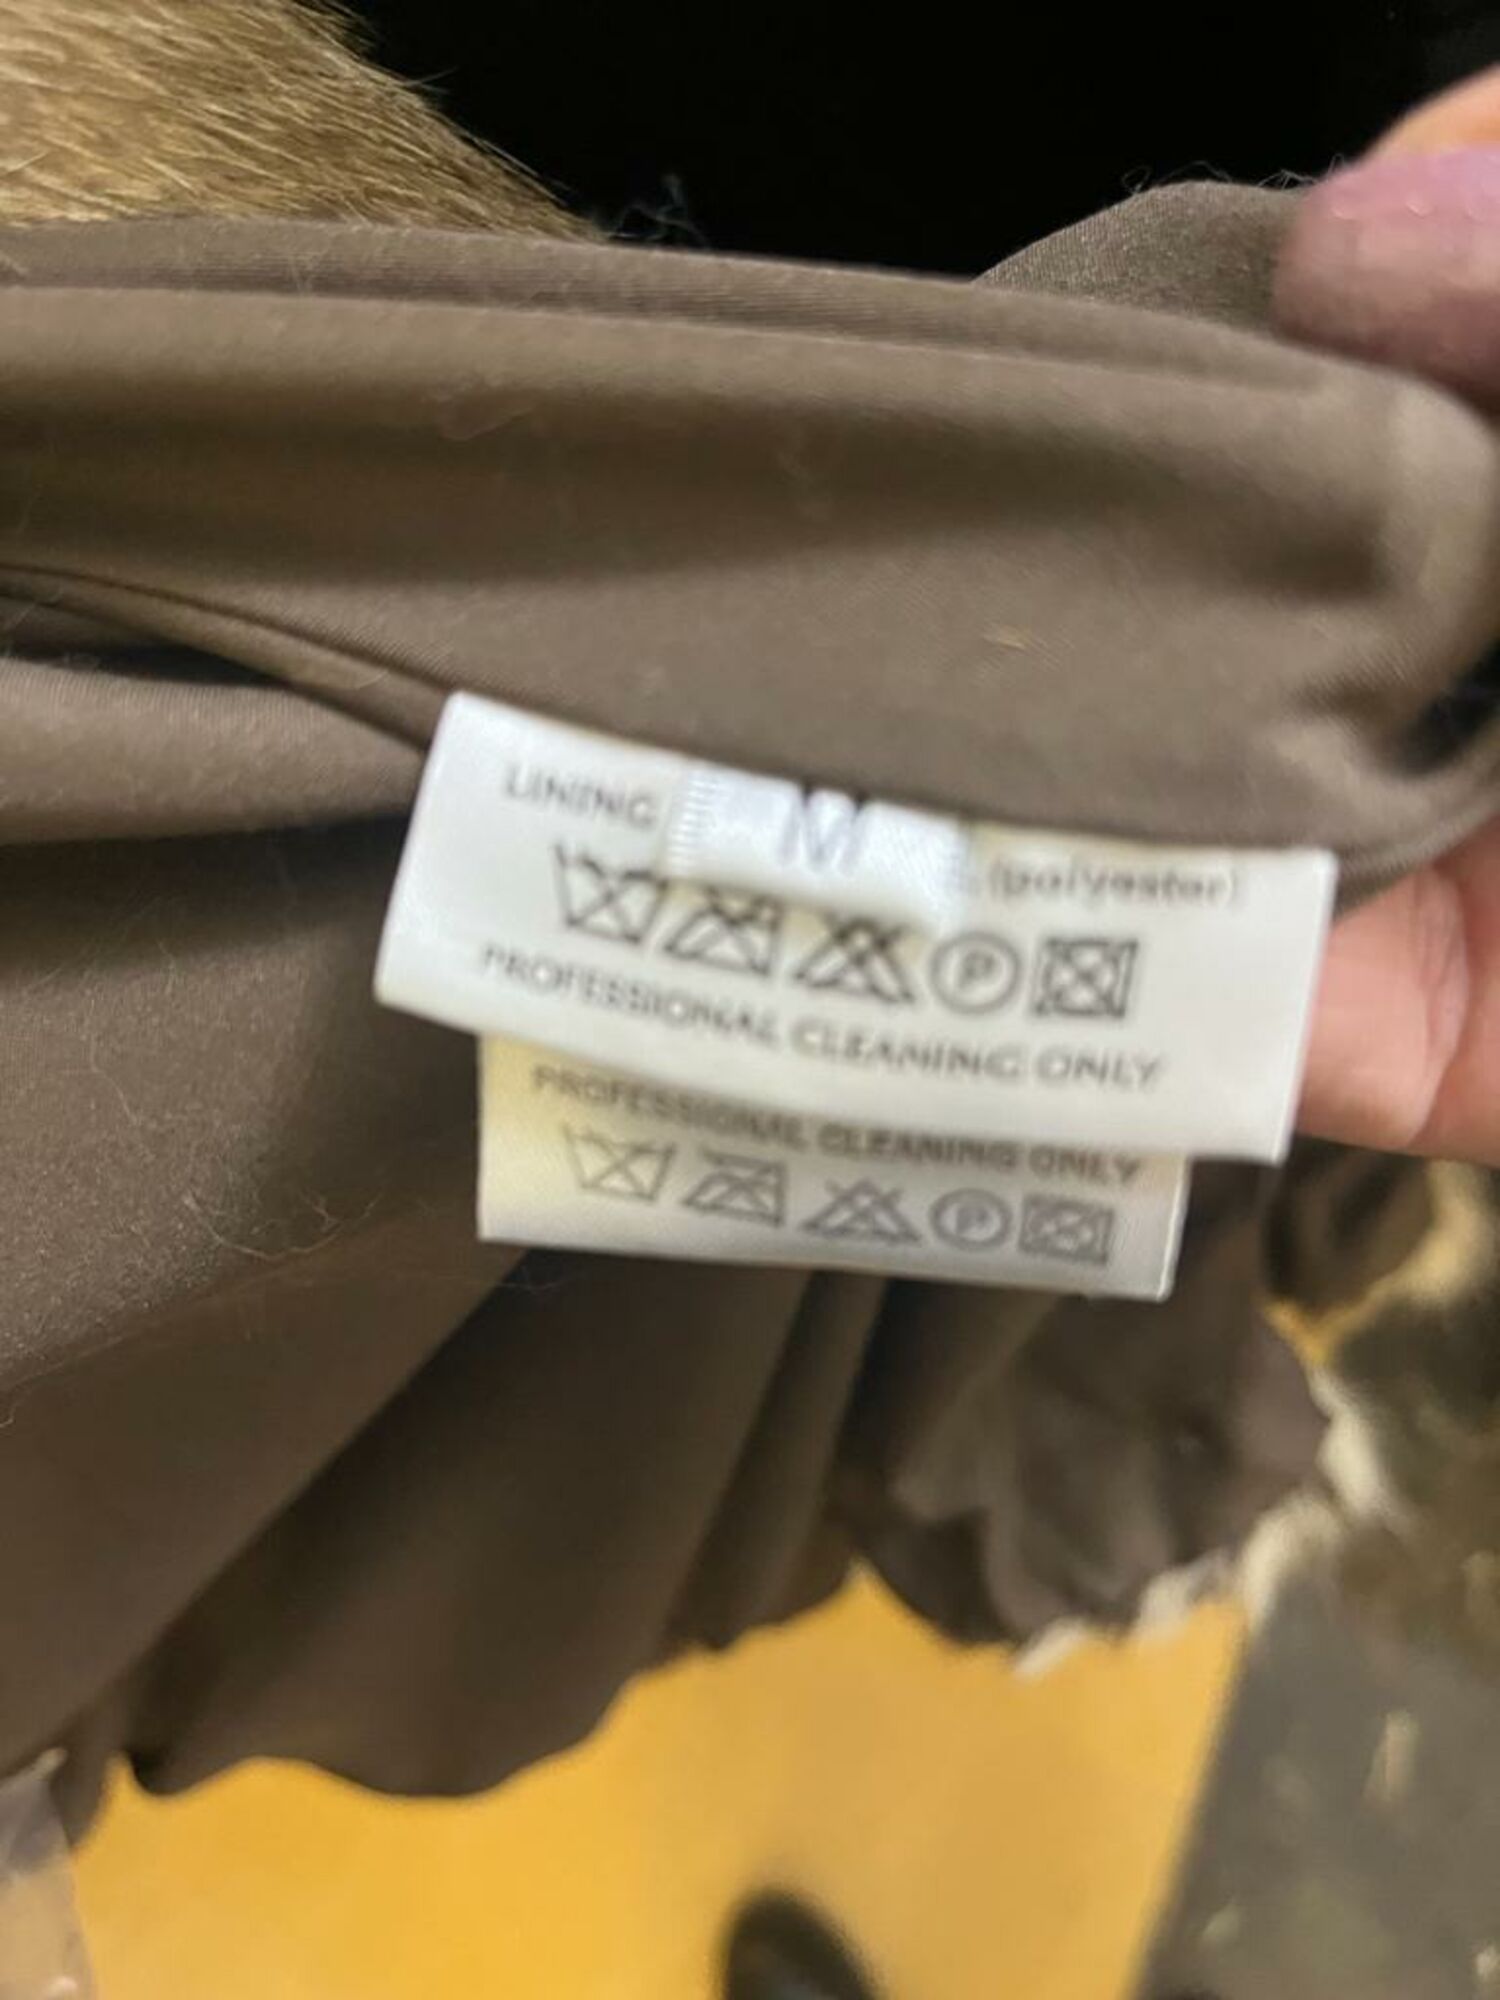 LINING M (polyester)
P
PROFESSIONAL CLEANING ONLY
PROFESSIONAL CLEANING ONLY
P